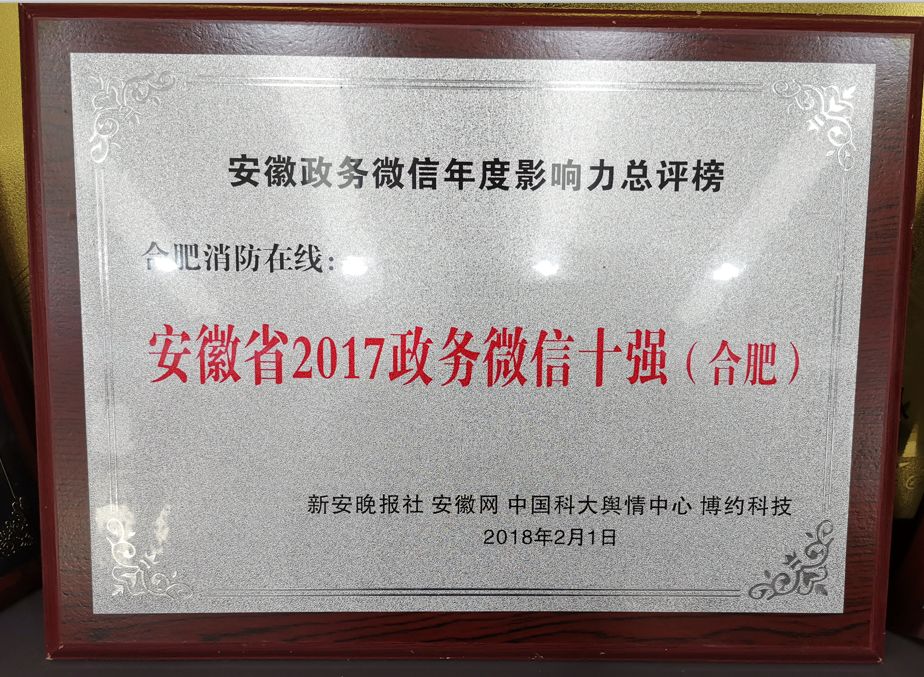 安徽政务微信年度影响力总评榜
合肥消防在线:
安徽省2017政务微信十强(合肥)
新安晚报社 安徽网 中国科大舆情中心 博约科技
2018年2月1日